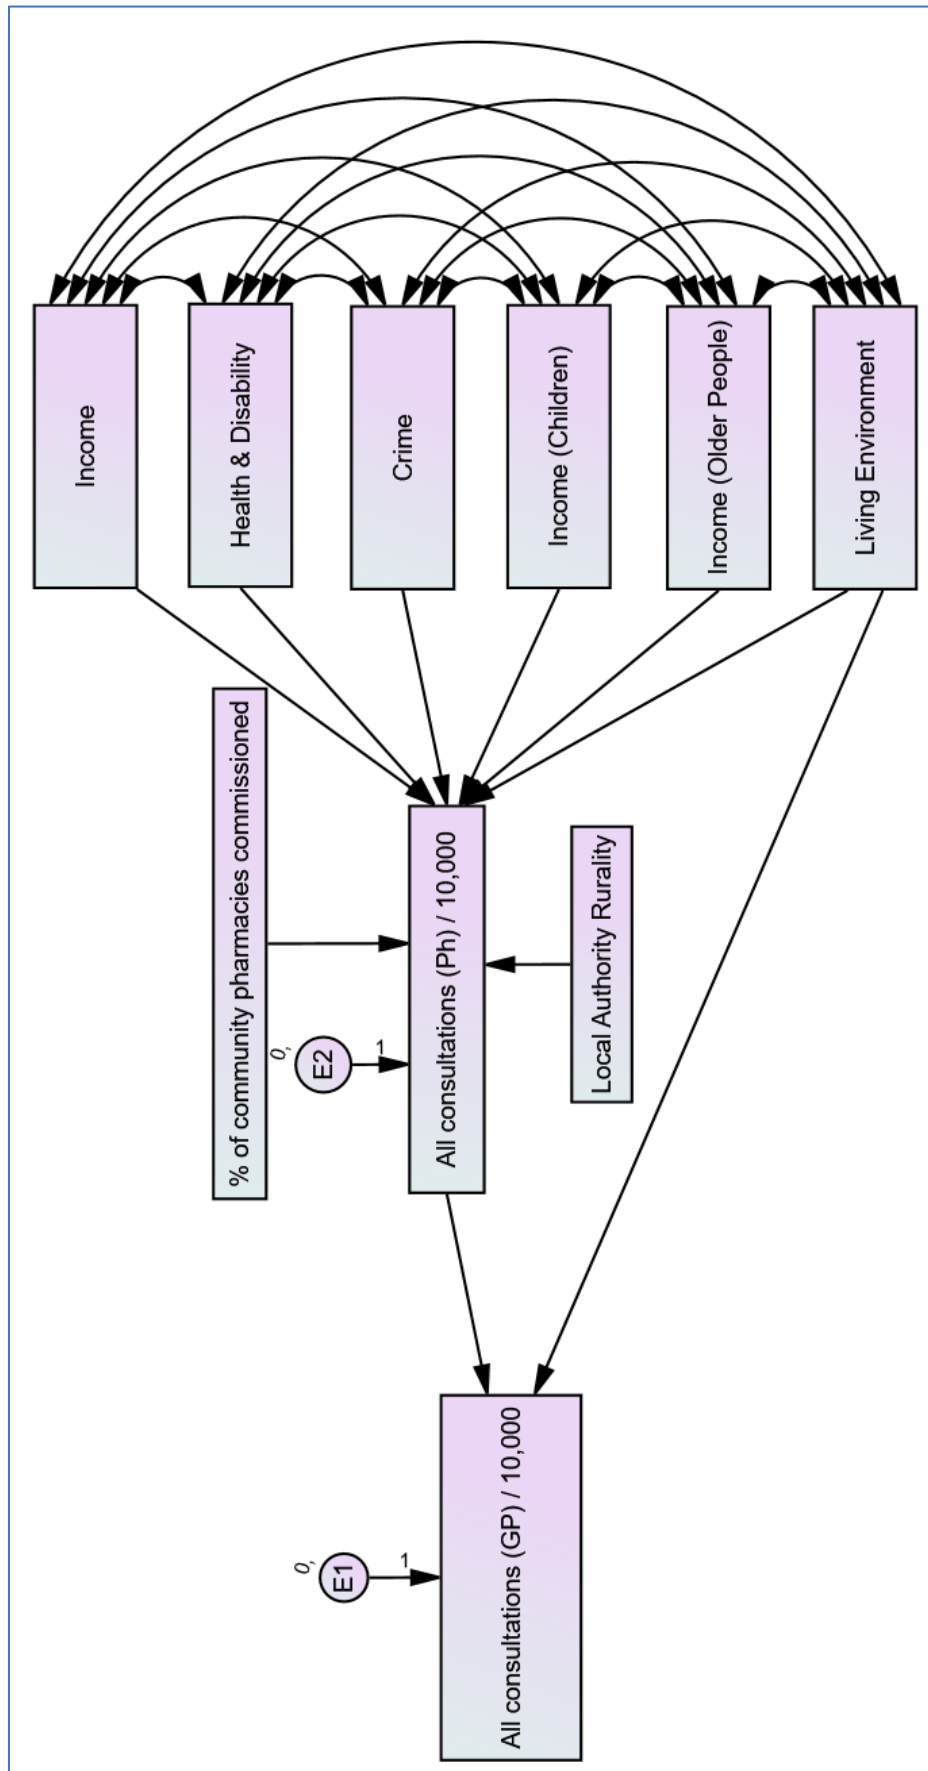 Income
Health & Disability
Crime
Income (Children)
Income (Older People)
Living Environment
% of community pharmacies commissioned
All consultations (Ph) / 10,000
Local Authority Rurality
0,
E2
1
All consultations (GP) / 10,000
0,
E1
1